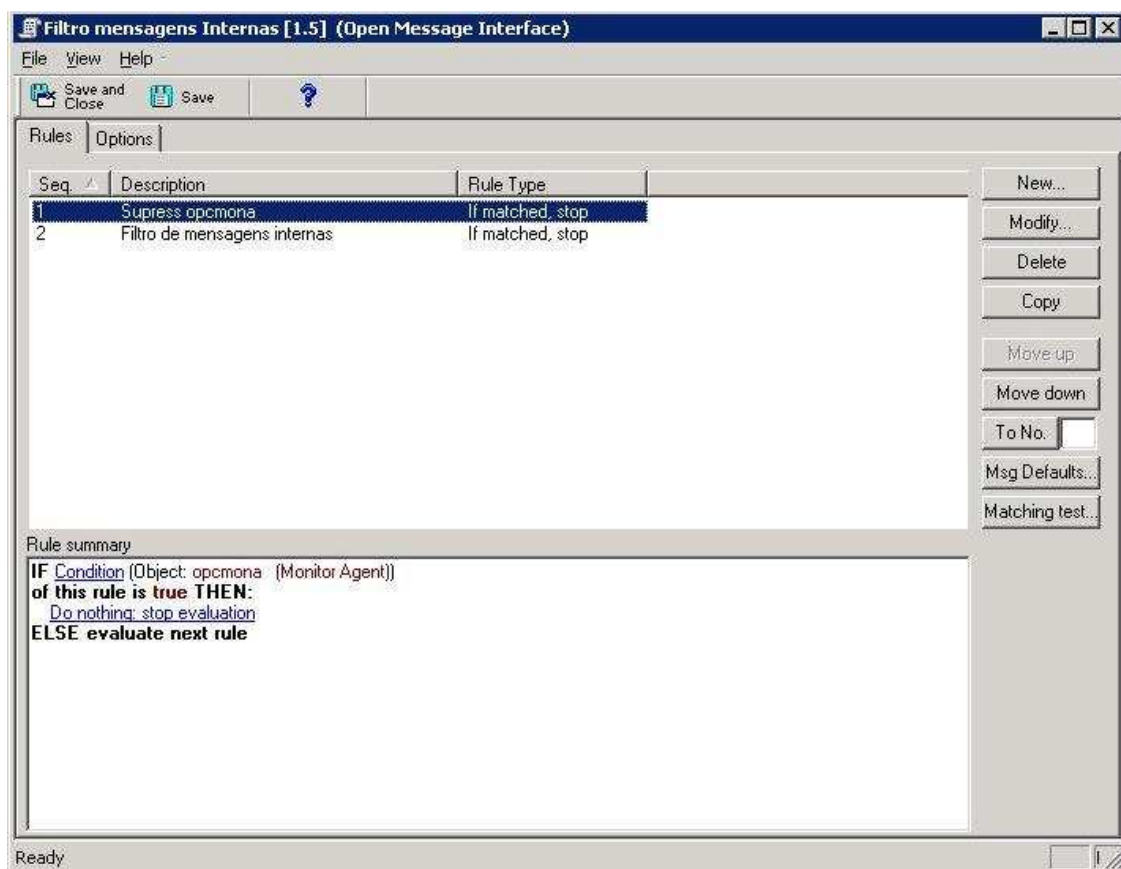 Filtro mensagens Internas [1.5] (Open Message Interface)
File View Help
Save and Close Save
Rules Options
Seq. Description Rule Type
1 Supress opcmona If matched, stop
2 Filtro de mensagens internas If matched, stop
New...
Modify...
Delete
Copy
Move up
Move down
To No.
Msg Defaults...
Matching test...
Rule summary
IF Condition (Object: opcmona (Monitor Agent))
of this rule is true THEN:
Do nothing: stop evaluation
ELSE evaluate next rule
Ready